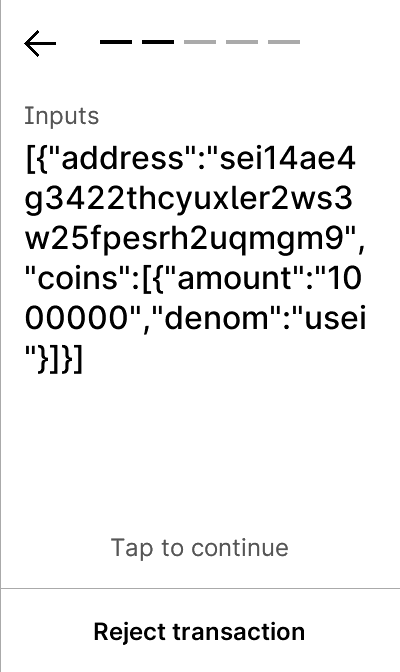 Inputs
[{"address":"sei14ae4
g3422thcyuxler2ws3
w25fpesrh2uqmgm9",
"coins":[{"amount":"10
00000","denom":"usei
"}]}]
Tap to continue
Reject transaction